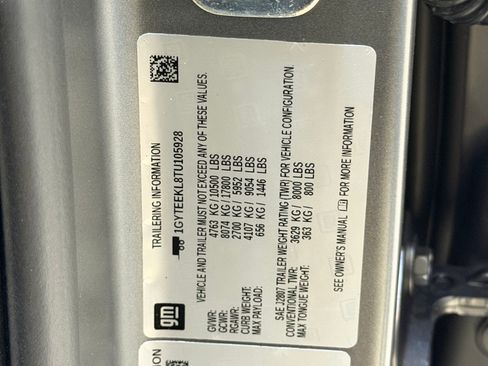 TRAILERING INFORMATION
1GYTEEKL8TU105928
VEHICLE AND TRAILER MUST NOT EXCEED ANY OF THESE VALUES.
GVWR: 4763 KG/10500 LBS
GCWR: 8074 KG/17800 LBS
RGAWR: 2700 KG/ 5952 LBS
CURB WEIGHT: 4107 KG/ 9054 LBS
MAX PAYLOAD: 656 KG/ 1446 LBS
SAE J2807 TRAILER WEIGHT RATING (TWR) FOR VEHICLE CONFIGURATION.
CONVENTIONAL TWR: 3629 KG/ 8000 LBS
MAX TONGUE WEIGHT: 363 KG/ 800 LBS
SEE OWNER'S MANUAL FOR MORE INFORMATION
gm